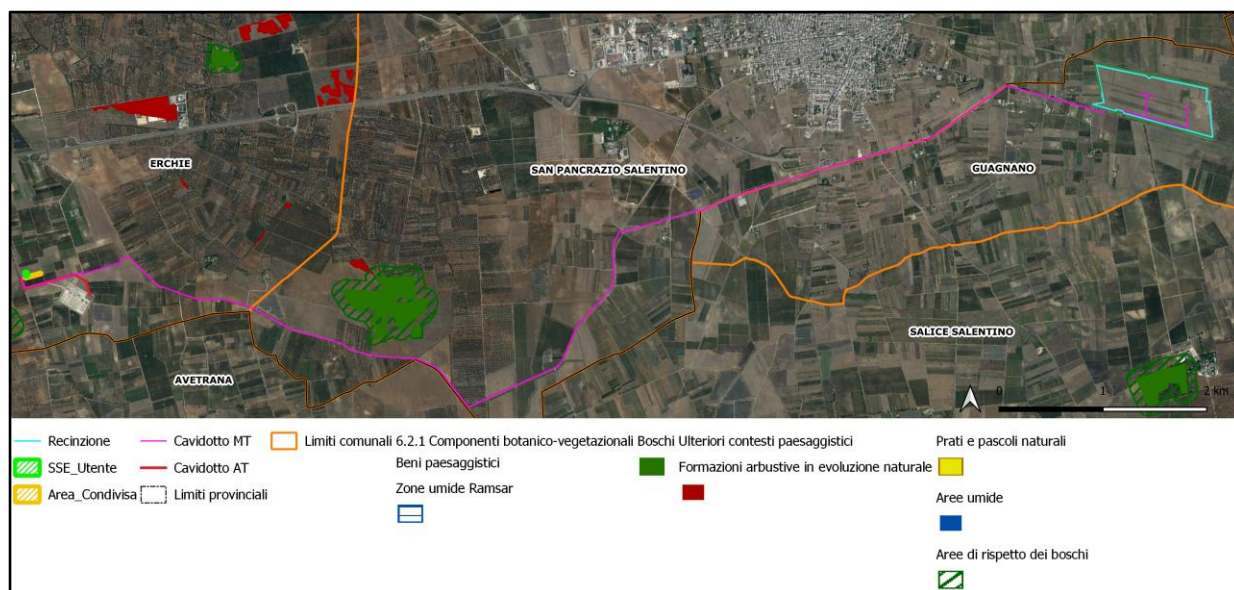 ERCHIE
SAN PANCRAZIO SALENTINO
GUAGNANO
SALICE SALENTINO
AVETRANA
0 1 2 km
Recinzione
Cavidotto MT
Limiti comunali 6.2.1 Componenti botanico-vegetazionali Boschi Ulteriori contesti paesaggistici
Prati e pascoli naturali
SSE_Utente
Cavidotto AT
Beni paesaggistici
Formazioni arbustive in evoluzione naturale
Area_Condivisa
Limiti provinciali
Zone umide Ramsar
Aree umide
Aree di rispetto dei boschi